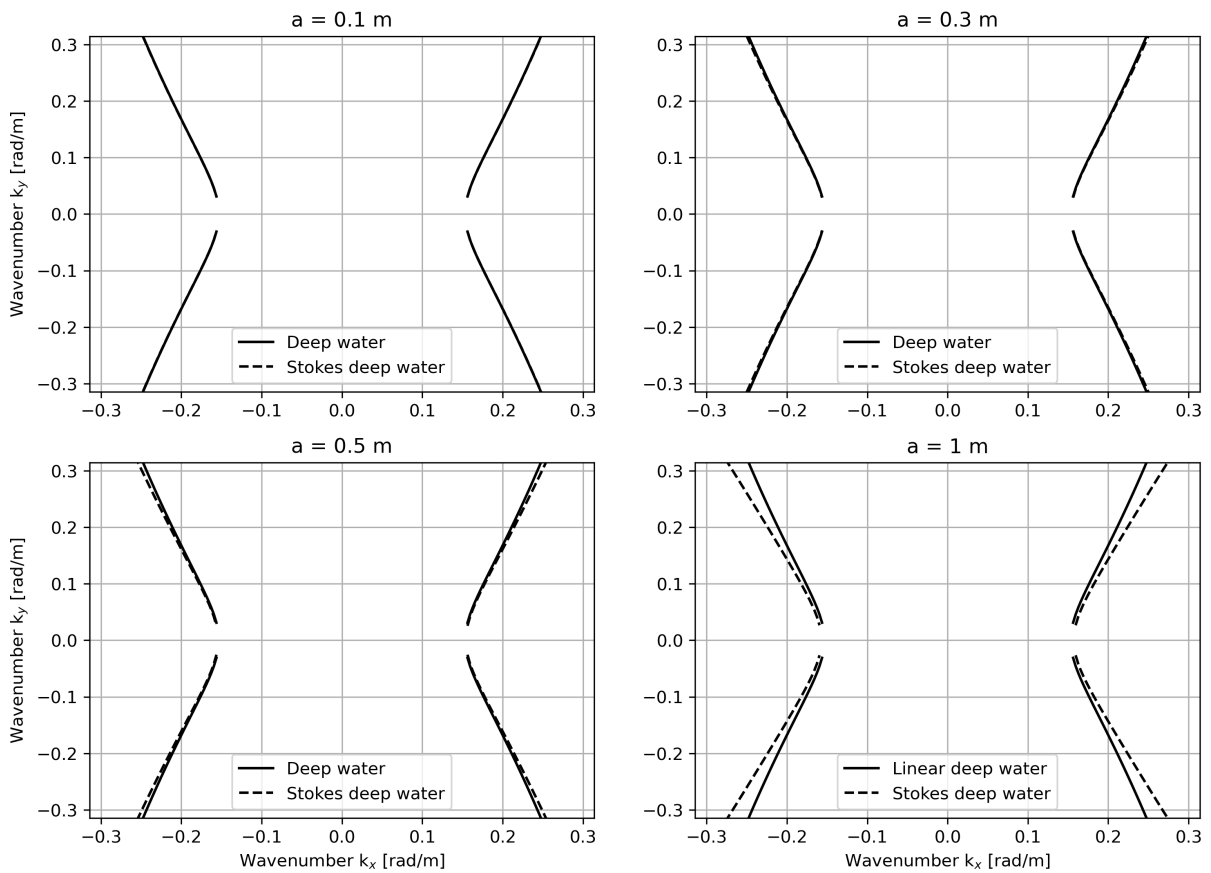 a = 0.1 m
Wavenumber k_y [rad/m]
0.3
0.2
0.1
0.0
−0.1
−0.2
−0.3
Deep water
Stokes deep water
−0.3 −0.2 −0.1 0.0 0.1 0.2 0.3
a = 0.3 m
0.3
0.2
0.1
0.0
−0.1
−0.2
−0.3
Deep water
Stokes deep water
−0.3 −0.2 −0.1 0.0 0.1 0.2 0.3
a = 0.5 m
Wavenumber k_y [rad/m]
0.3
0.2
0.1
0.0
−0.1
−0.2
−0.3
Deep water
Stokes deep water
−0.3 −0.2 −0.1 0.0 0.1 0.2 0.3
Wavenumber k_x [rad/m]
a = 1 m
0.3
0.2
0.1
0.0
−0.1
−0.2
−0.3
Linear deep water
Stokes deep water
−0.3 −0.2 −0.1 0.0 0.1 0.2 0.3
Wavenumber k_x [rad/m]